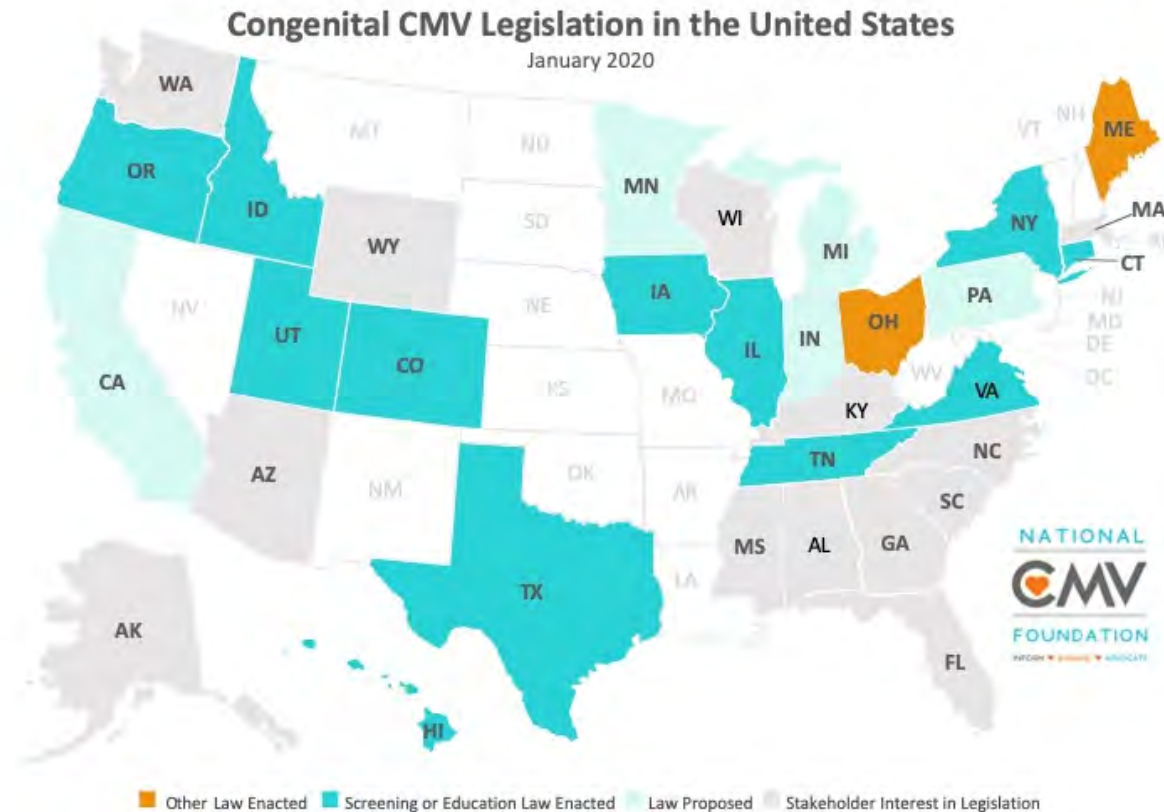 Congenital CMV Legislation in the United States
January 2020
WA
MT
ND
MN
VT
NH
ME
OR
ID
SD
WI
MI
NY
MA
WY
CT
NV
NE
IA
PA
NJ
UT
CO
IL
IN
OH
MD
DE
CA
KS
MO
WV
DC
KY
VA
AZ
NM
OK
AR
TN
NC
SC
MS
AL
GA
TX
LA
AK
FL
HI
NATIONAL
CMV
FOUNDATION
INFORM ADVOCATE
Other Law Enacted Screening or Education Law Enacted Law Proposed Stakeholder Interest in Legislation